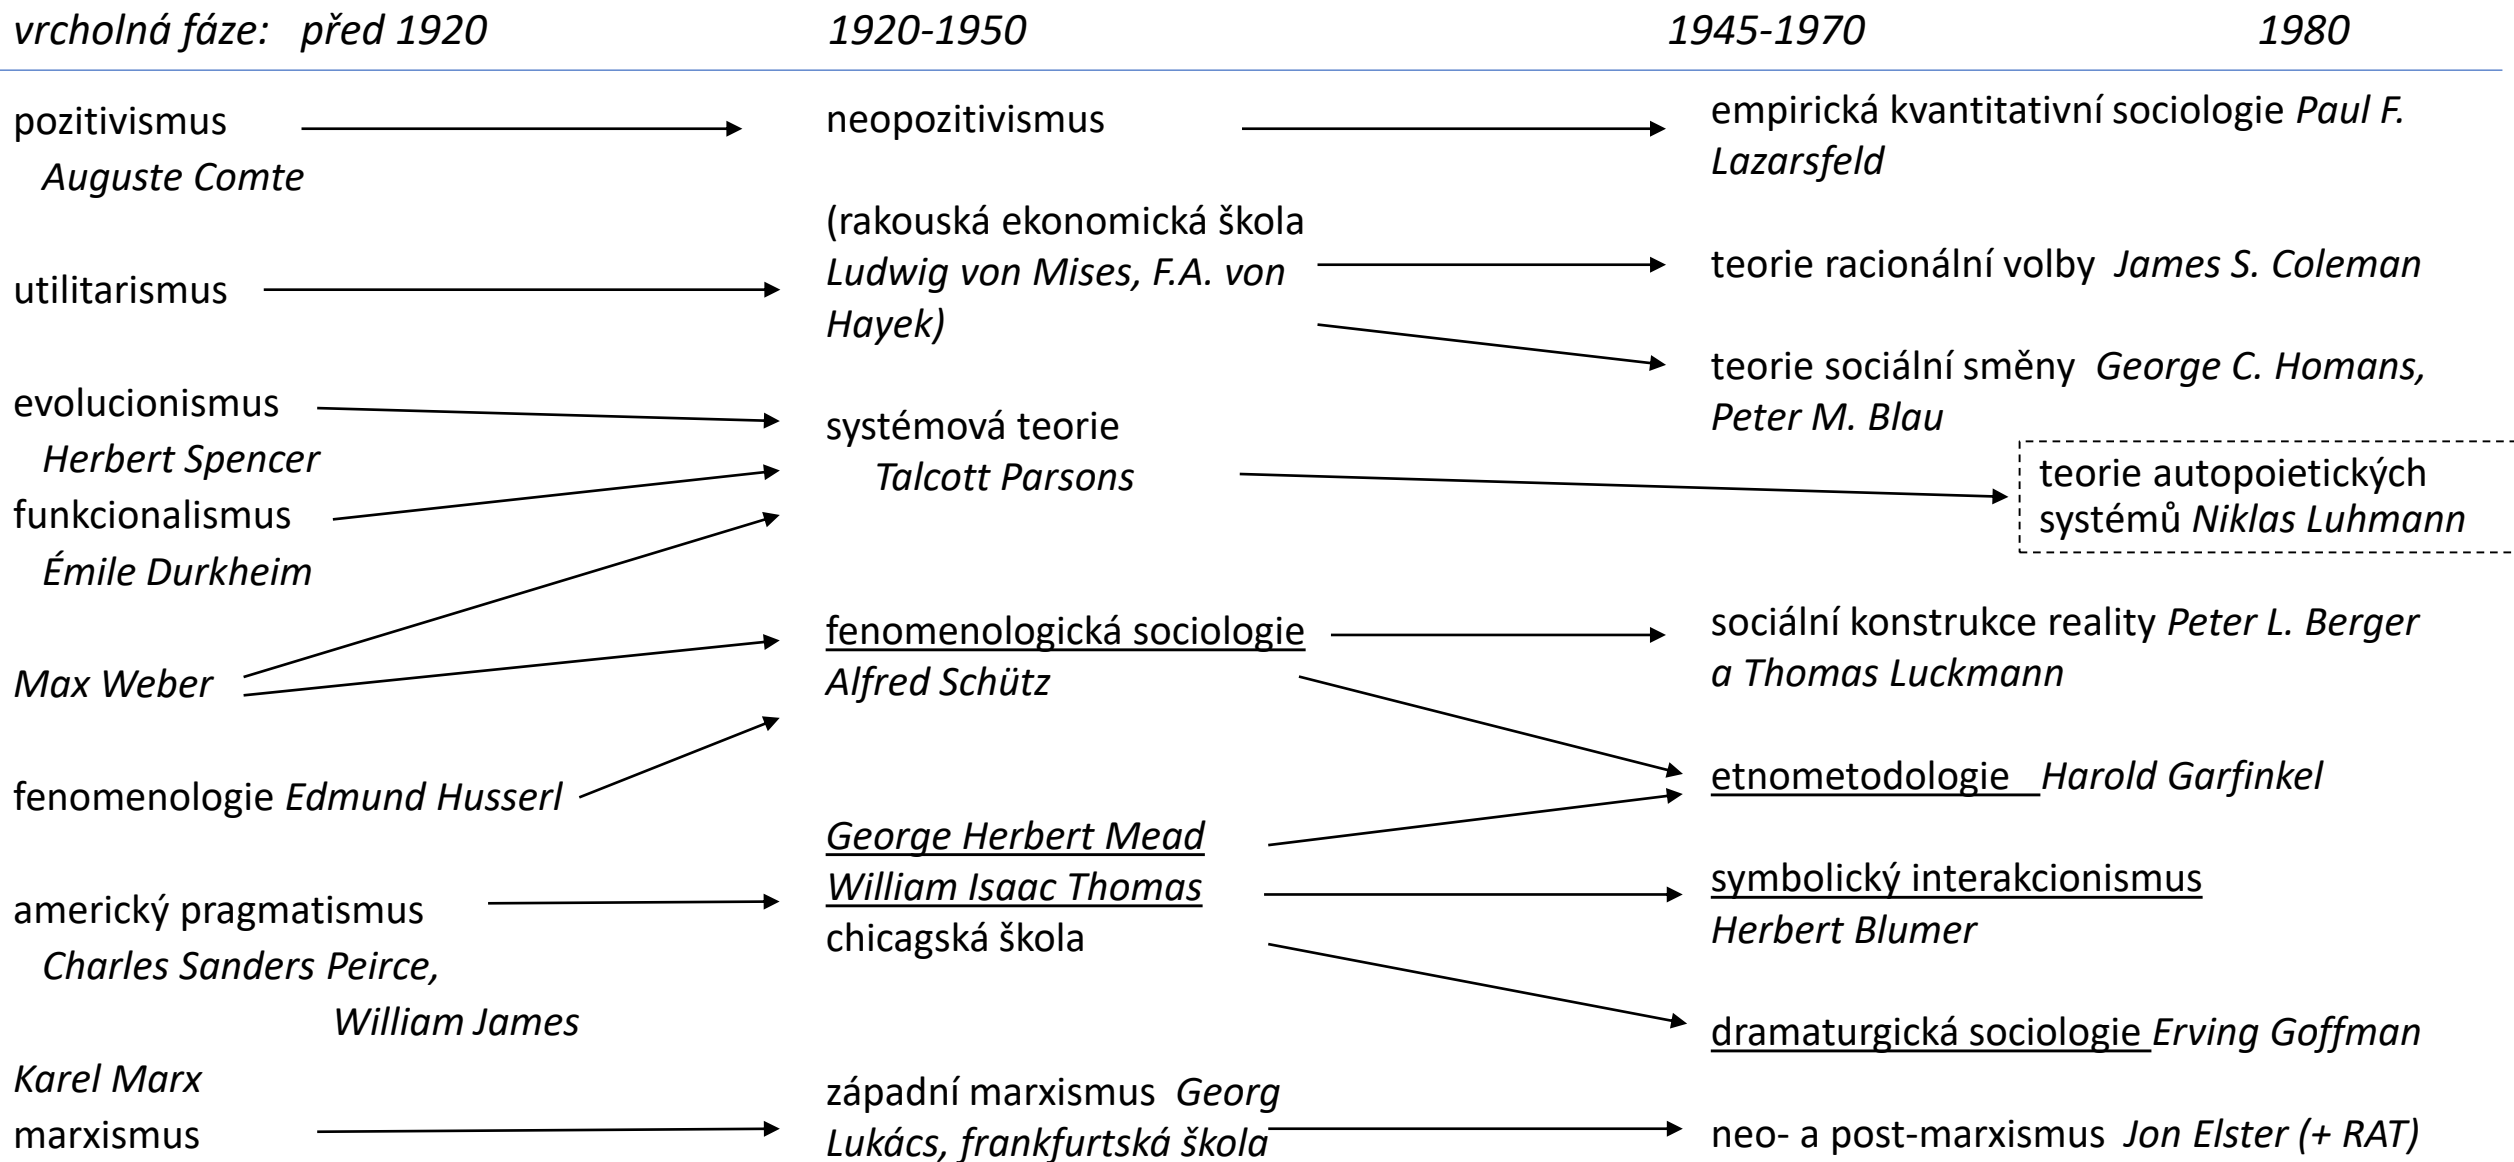 vrcholná fáze: před 1920 1920-1950 1945-1970 1980
pozitivismus
Auguste Comte
utilitarismus
evolucionismus
Herbert Spencer
funkcionalismus
Émile Durkheim
Max Weber
fenomenologie Edmund Husserl
americký pragmatismus
Charles Sanders Peirce,
William James
Karel Marx
marxismus
neopozitivismus
(rakouská ekonomická škola
Ludwig von Mises, F.A. von
Hayek)
systémová teorie
Talcott Parsons
fenomenologická sociologie
Alfred Schütz
George Herbert Mead
William Isaac Thomas
chicagská škola
západní marxismus Georg
Lukács, frankfurtská škola
empirická kvantitativní sociologie Paul F.
Lazarsfeld
teorie racionální volby James S. Coleman
teorie sociální směny George C. Homans,
Peter M. Blau
teorie autopoietických
systémů Niklas Luhmann
sociální konstrukce reality Peter L. Berger
a Thomas Luckmann
etnometodologie Harold Garfinkel
symbolický interakcionismus
Herbert Blumer
dramaturgická sociologie Erving Goffman
neo- a post-marxismus Jon Elster (+ RAT)